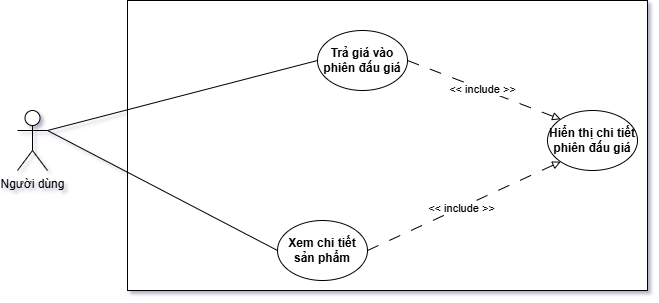 Trả giá vào
phiên đấu giá
<< include >>
Hiển thị chi tiết
phiên đấu giá
Người dùng
<< include >>
Xem chi tiết
sản phẩm